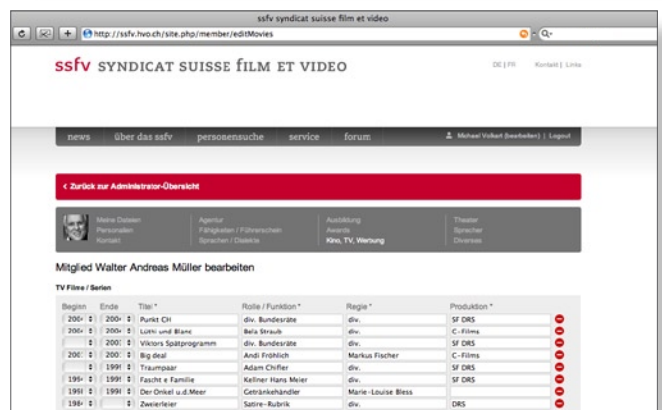 ssfv syndicat suisse film et video
http://ssfv.hvo.ch/site.php/member/editMovies
ssfv SYNDICAT SUISSE fILM ET VIDEO
DE | FR Kontakt | Links
news über das ssfv personensuche service forum Michael Volkart (bearbeiten) | Logout
< Zurück zur Administrator-Übersicht
Meine Dateien Agentur Ausbildung Theater
Personalien Fähigkeiten / Führerschein Awards Sprecher
Kontakt Sprachen / Dialekte Kino, TV, Werbung Diverses
Mitglied Walter Andreas Müller bearbeiten
TV Filme / Serien
Beginn Ende Titel * Rolle / Funktion * Regie * Produktion *
Punkt CH div. Bundesräte div. SF DRS
Lüthi und Blanc Bela Straub div. C-Films
Viktors Spätprogramm div. Bundesräte div. SF DRS
Big deal Andi Fröhlich Markus Fischer C-Films
1991 Traumpaar Adam Chifler div. SF DRS
Fascht e Familie Kellner Hans Meier div. SF DRS
1991 Der Onkel u.d.Meer Getränkehändler Marie-Louise Bless
Zweierleier Satire-Rubrik div. DRS